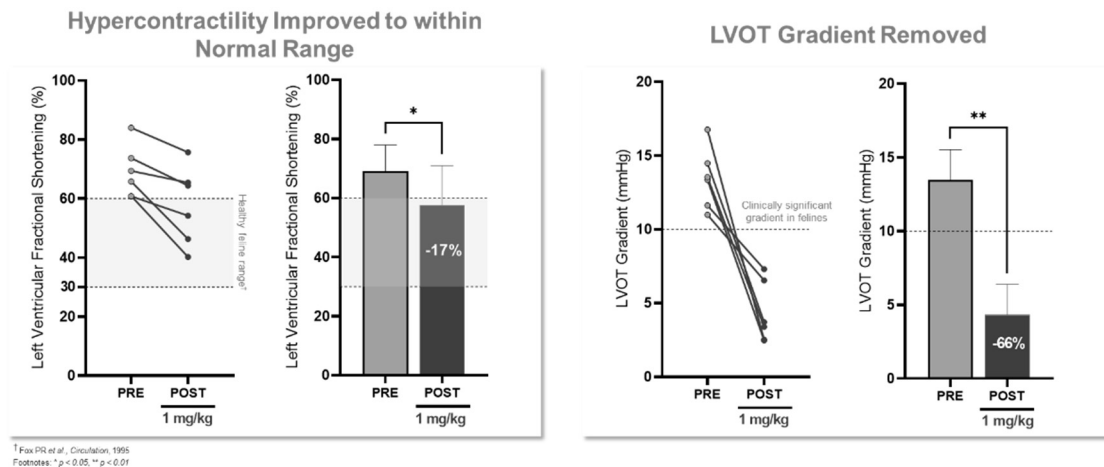 Hypercontractility Improved to within
Normal Range
LVOT Gradient Removed
Left Ventricular Fractional Shortening (%)
100
80
60
40
30
20
0
Healthy feline
range†
PRE
POST
1 mg/kg
Left Ventricular Fractional Shortening (%)
100
80
60
40
30
20
0
*
-17%
PRE
POST
1 mg/kg
LVOT Gradient (mmHg)
20
15
10
5
0
Clinically significant
gradient in felines
PRE
POST
1 mg/kg
LVOT Gradient (mmHg)
20
15
10
5
0
**
-66%
PRE
POST
1 mg/kg
† Fox PR et al., Circulation, 1995
Footnotes: * p < 0.05, ** p < 0.01